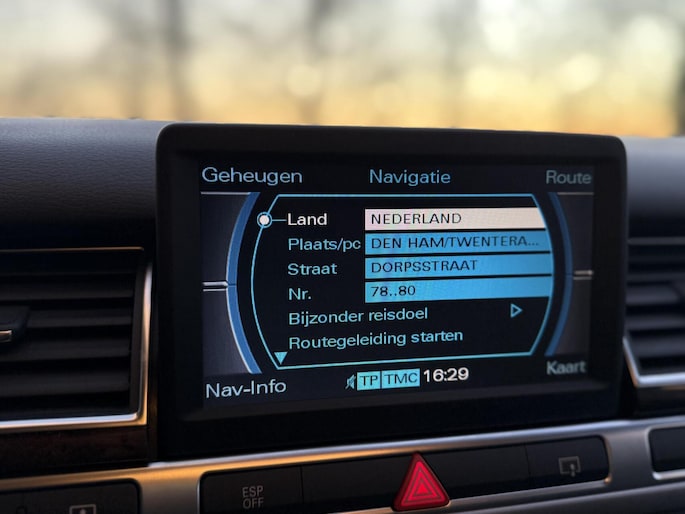 Geheugen Navigatie Route
Land NEDERLAND
Plaats/pc DEN HAM/TWENTERA...
Straat DORPSSTRAAT
Nr. 78..80
Bijzonder reisdoel
Routegeleiding starten
Nav-Info TP TMC 16:29 Kaart
ESP
OFF